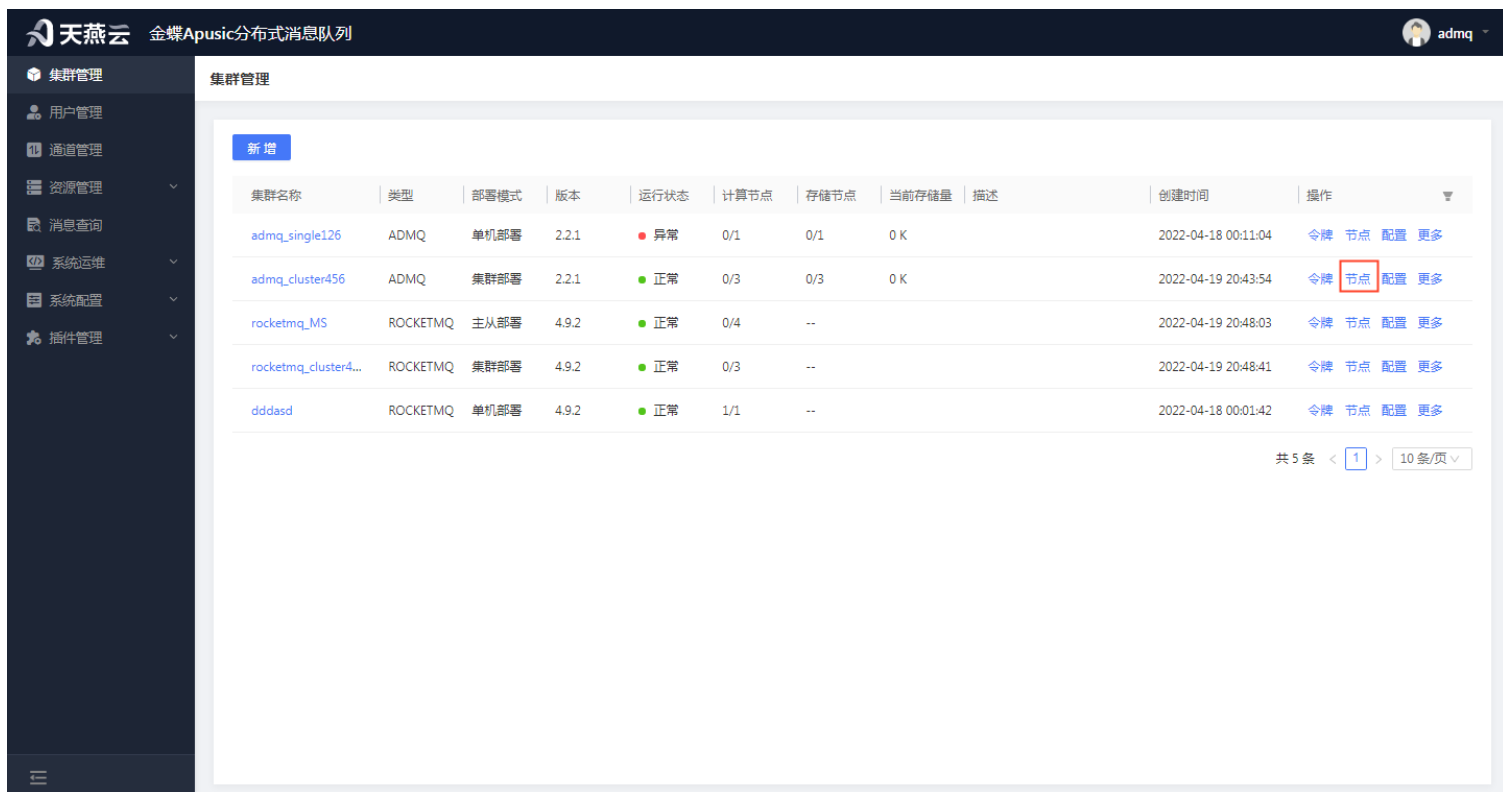 天燕云 金蝶Apusic分布式消息队列 admq
集群管理
用户管理
通道管理
资源管理
消息查询
系统运维
系统配置
插件管理
集群管理
新增
集群名称 类型 部署模式 版本 运行状态 计算节点 存储节点 当前存储量 描述 创建时间 操作
admq_single126 ADMQ 单机部署 2.2.1 异常 0/1 0/1 0 K 2022-04-18 00:11:04 令牌 节点 配置 更多
admq_cluster456 ADMQ 集群部署 2.2.1 正常 0/3 0/3 0 K 2022-04-19 20:43:54 令牌 节点 配置 更多
rocketmq_MS ROCKETMQ 主从部署 4.9.2 正常 0/4 -- 2022-04-19 20:48:03 令牌 节点 配置 更多
rocketmq_cluster4... ROCKETMQ 集群部署 4.9.2 正常 0/3 -- 2022-04-19 20:48:41 令牌 节点 配置 更多
dddasd ROCKETMQ 单机部署 4.9.2 正常 1/1 -- 2022-04-18 00:01:42 令牌 节点 配置 更多
共 5 条 < 1 > 10 条/页